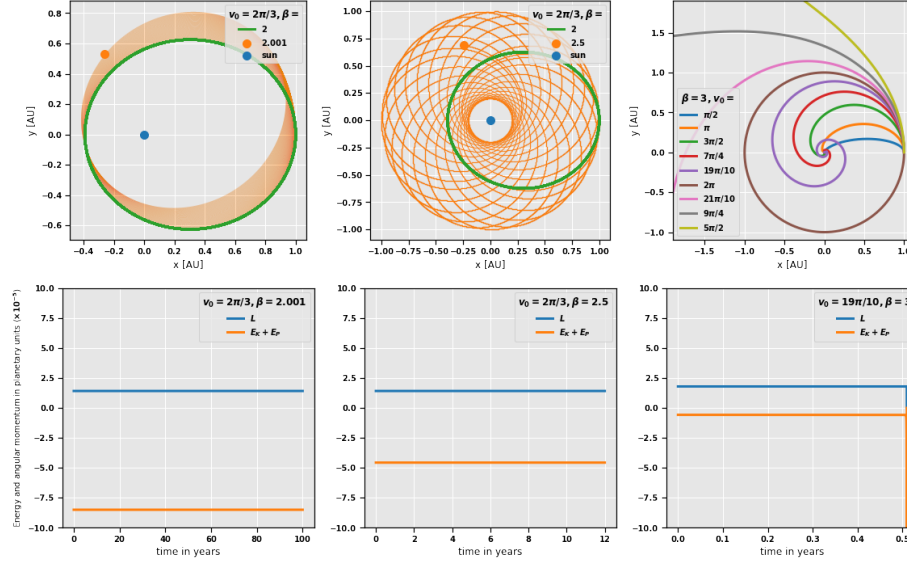 v₀ = 2π/3, β =
2
2.001
sun
y [AU]
0.8
0.6
0.4
0.2
0.0
−0.2
−0.4
−0.6
−0.4 −0.2 0.0 0.2 0.4 0.6 0.8 1.0
x [AU]
v₀ = 2π/3, β =
2
2.5
sun
y [AU]
1.00
0.75
0.50
0.25
0.00
−0.25
−0.50
−0.75
−1.00
−1.00 −0.75 −0.50 −0.25 0.00 0.25 0.50 0.75 1.00
x [AU]
β = 3, v₀ =
π/2
π
3π/2
7π/4
19π/10
2π
21π/10
9π/4
5π/2
y [AU]
1.5
1.0
0.5
0.0
−0.5
−1.0
−1.5 −1.0 −0.5 0.0 0.5 1.0
x [AU]
v₀ = 2π/3, β = 2.001
L
Eₖ + Eₚ
Energy and angular momentum in planetary units (×10⁻⁵)
10.0
7.5
5.0
2.5
0.0
−2.5
−5.0
−7.5
−10.0
0 20 40 60 80 100
time in years
v₀ = 2π/3, β = 2.5
L
Eₖ + Eₚ
10.0
7.5
5.0
2.5
0.0
−2.5
−5.0
−7.5
−10.0
0 2 4 6 8 10 12
time in years
v₀ = 19π/10, β = 3
L
Eₖ + Eₚ
10.0
7.5
5.0
2.5
0.0
−2.5
−5.0
−7.5
−10.0
0.0 0.1 0.2 0.3 0.4 0.5
time in years